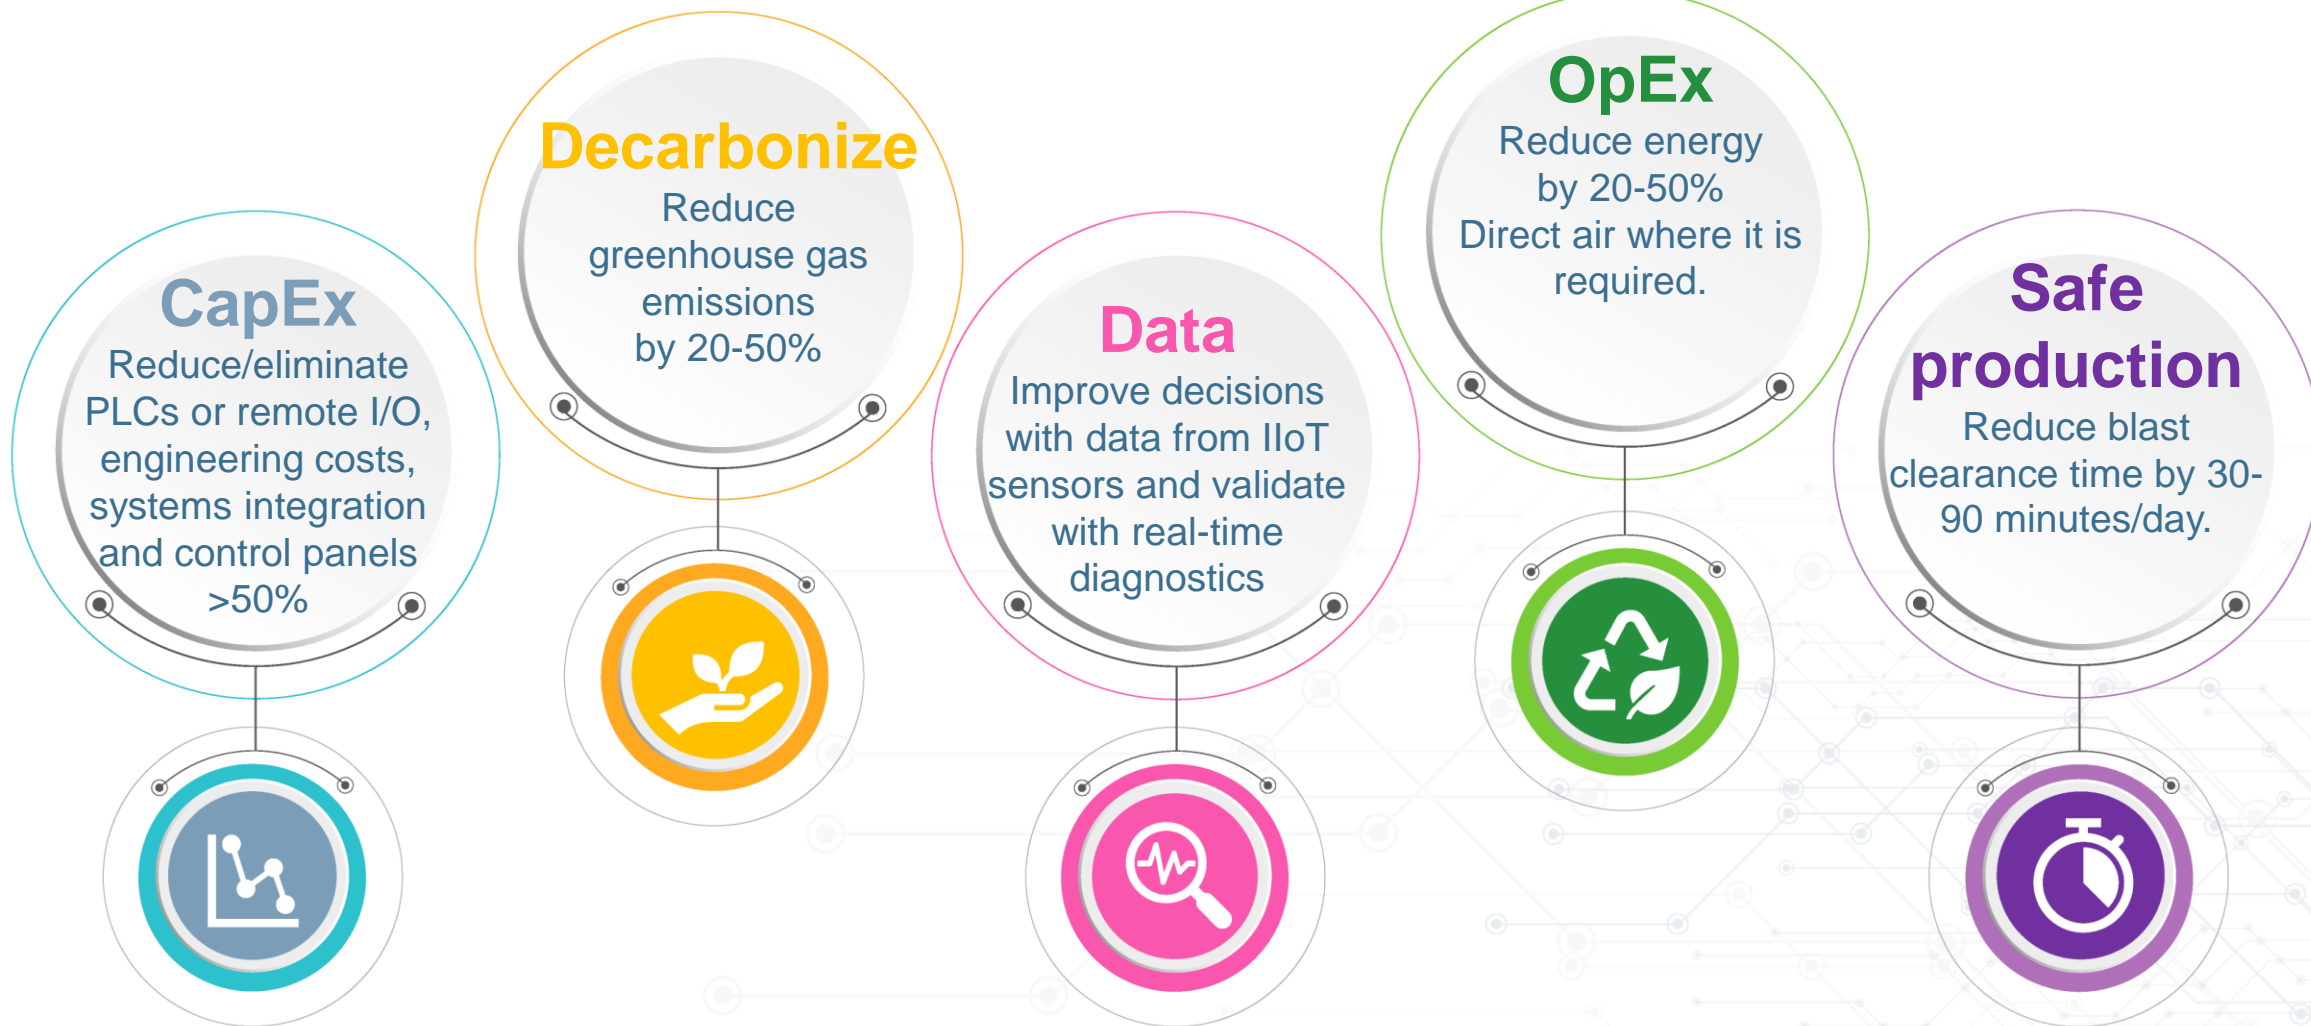 CapEx
Reduce/eliminate
PLCs or remote I/O,
engineering costs,
systems integration
and control panels
>50%
Decarbonize
Reduce
greenhouse gas
emissions
by 20-50%
Data
Improve decisions
with data from IIoT
sensors and validate
with real-time
diagnostics
OpEx
Reduce energy
by 20-50%
Direct air where it is
required.
Safe
production
Reduce blast
clearance time by 30-
90 minutes/day.